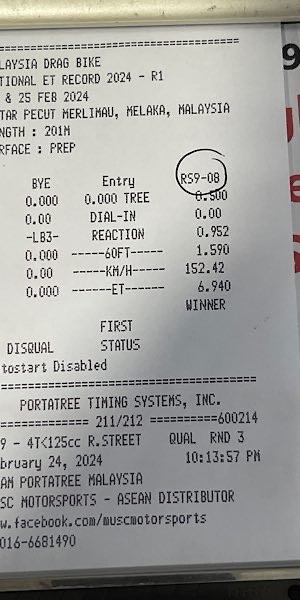 LAYSIA DRAG BIKE
TIONAL ET RECORD 2024 - R1
& 25 FEB 2024
TAR PECUT MERLIMAU, MELAKA, MALAYSIA
NGTH : 201M
RFACE : PREP
BYE Entry RS9-08
0.000 0.000 TREE 0.500
0.00 DIAL-IN 0.00
-LB3- REACTION 0.952
0.000 ------60FT----- 1.590
0.00 ------KM/H----- 152.42
0.000 ------ET------- 6.940
WINNER
FIRST
DISQUAL STATUS
tostart Disabled
PORTATREE TIMING SYSTEMS, INC.
============ 211/212 ==========600214
9 - 4T<125cc R.STREET QUAL RND 3
bruary 24, 2024 10:13:57 PM
AM PORTATREE MALAYSIA
SC MOTORSPORTS - ASEAN DISTRIBUTOR
w.facebook.com/muscmotorsports
016-6681490
9